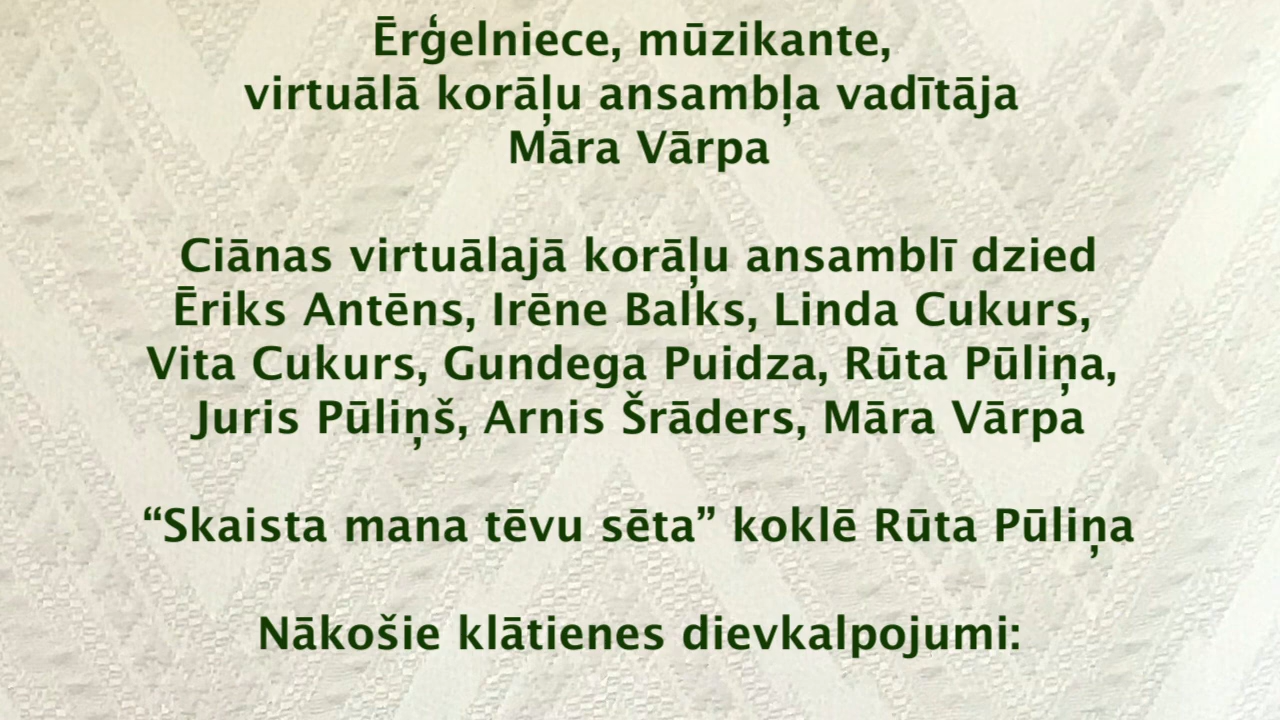 Ērģelniece, mūzikante,
virtuālā korāļu ansambļa vadītāja
Māra Vārpa
Ciānas virtuālajā korāļu ansamblī dzied
Ēriks Antēns, Irēne Balks, Linda Cukurs,
Vita Cukurs, Gundega Puidza, Rūta Pūliņa,
Juris Pūliņš, Arnis Šrāders, Māra Vārpa
“Skaista mana tēvu sēta” koklē Rūta Pūliņa
Nākošie klātienes dievkalpojumi: